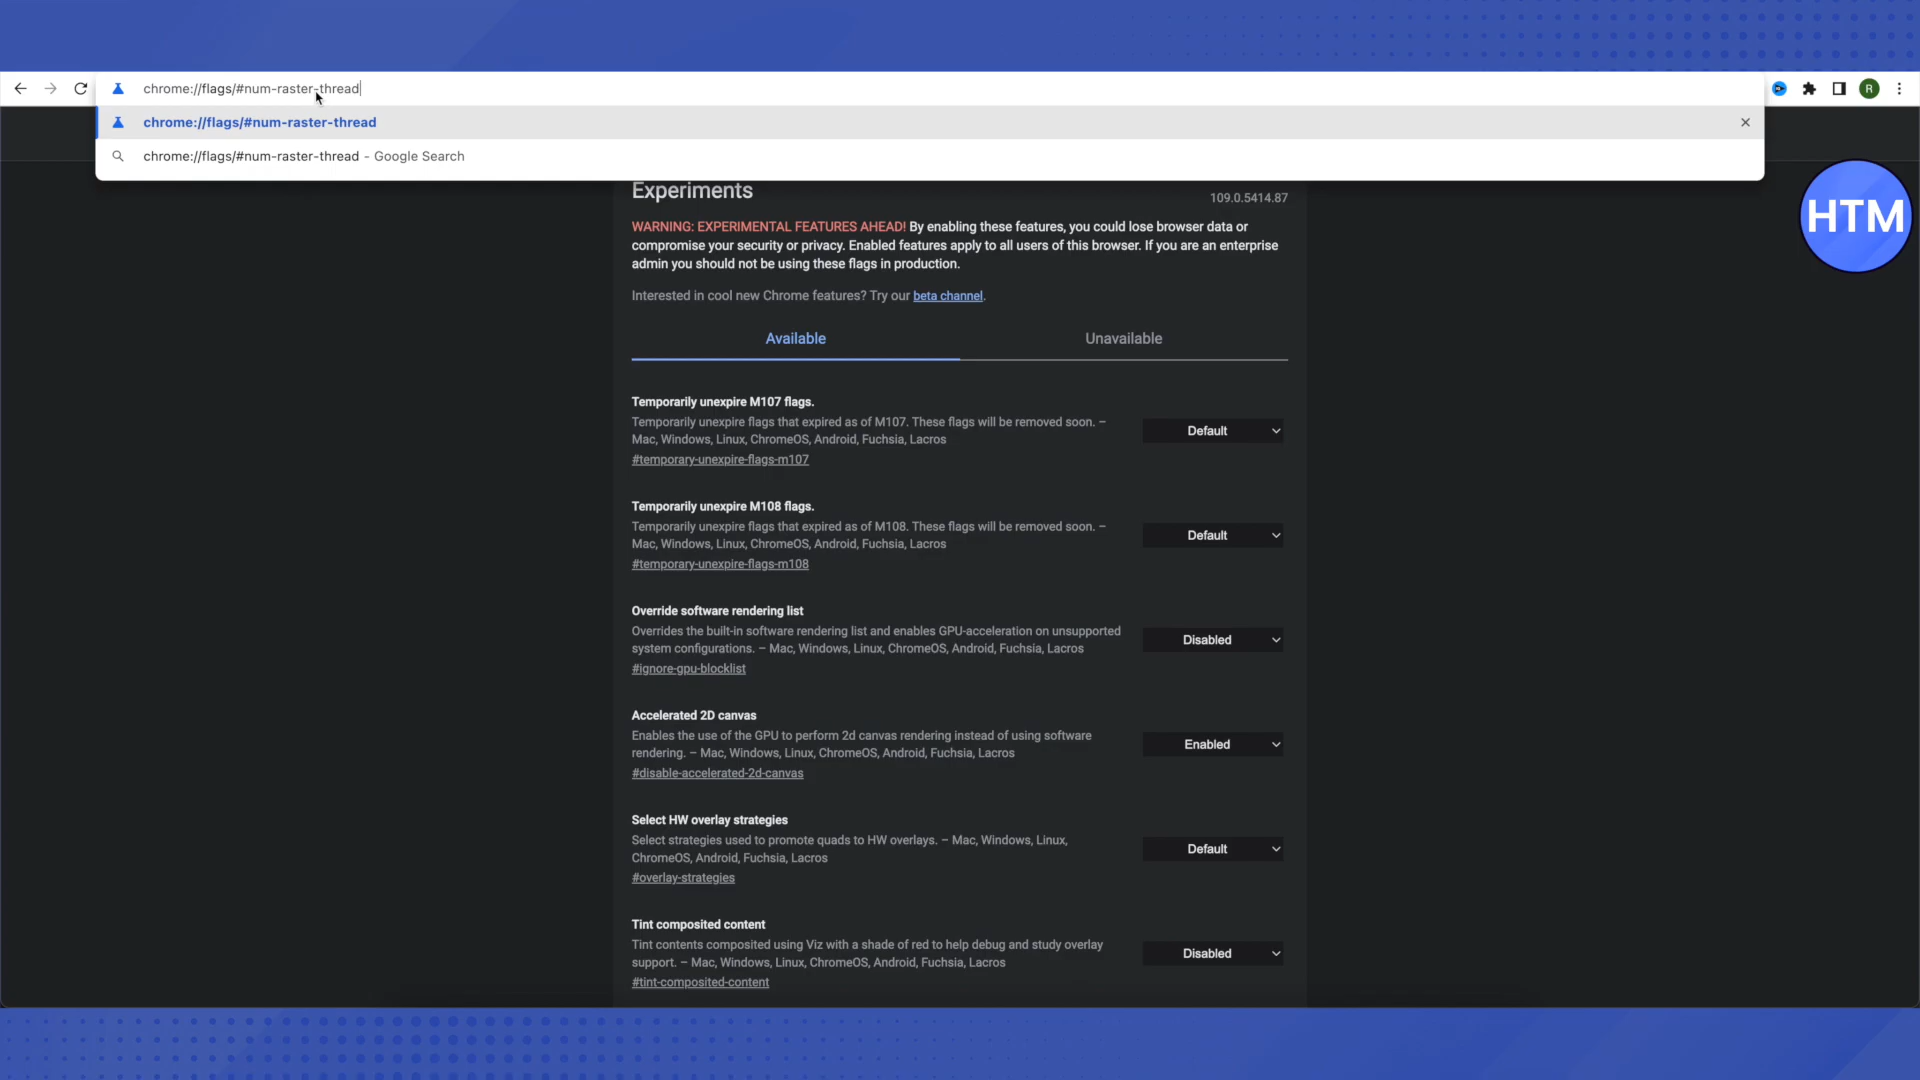 chrome://flags/#num-raster-thread
R
chrome://flags/#num-raster-thread
chrome://flags/#num-raster-thread - Google Search
HTM
Experiments
109.0.5414.87
WARNING: EXPERIMENTAL FEATURES AHEAD! By enabling these features, you could lose browser data or
compromise your security or privacy. Enabled features apply to all users of this browser. If you are an enterprise
admin you should not be using these flags in production.
Interested in cool new Chrome features? Try our beta channel.
Available
Unavailable
Temporarily unexpire M107 flags.
Temporarily unexpire flags that expired as of M107. These flags will be removed soon. –
Mac, Windows, Linux, ChromeOS, Android, Fuchsia, Lacros
#temporary-unexpire-flags-m107
Default
Temporarily unexpire M108 flags.
Temporarily unexpire flags that expired as of M108. These flags will be removed soon. –
Mac, Windows, Linux, ChromeOS, Android, Fuchsia, Lacros
#temporary-unexpire-flags-m108
Default
Override software rendering list
Overrides the built-in software rendering list and enables GPU-acceleration on unsupported
system configurations. – Mac, Windows, Linux, ChromeOS, Android, Fuchsia, Lacros
#ignore-gpu-blocklist
Disabled
Accelerated 2D canvas
Enables the use of the GPU to perform 2d canvas rendering instead of using software
rendering. – Mac, Windows, Linux, ChromeOS, Android, Fuchsia, Lacros
#disable-accelerated-2d-canvas
Enabled
Select HW overlay strategies
Select strategies used to promote quads to HW overlays. – Mac, Windows, Linux,
ChromeOS, Android, Fuchsia, Lacros
#overlay-strategies
Default
Tint composited content
Tint contents composited using Viz with a shade of red to help debug and study overlay
support. – Mac, Windows, Linux, ChromeOS, Android, Fuchsia, Lacros
#tint-composited-content
Disabled